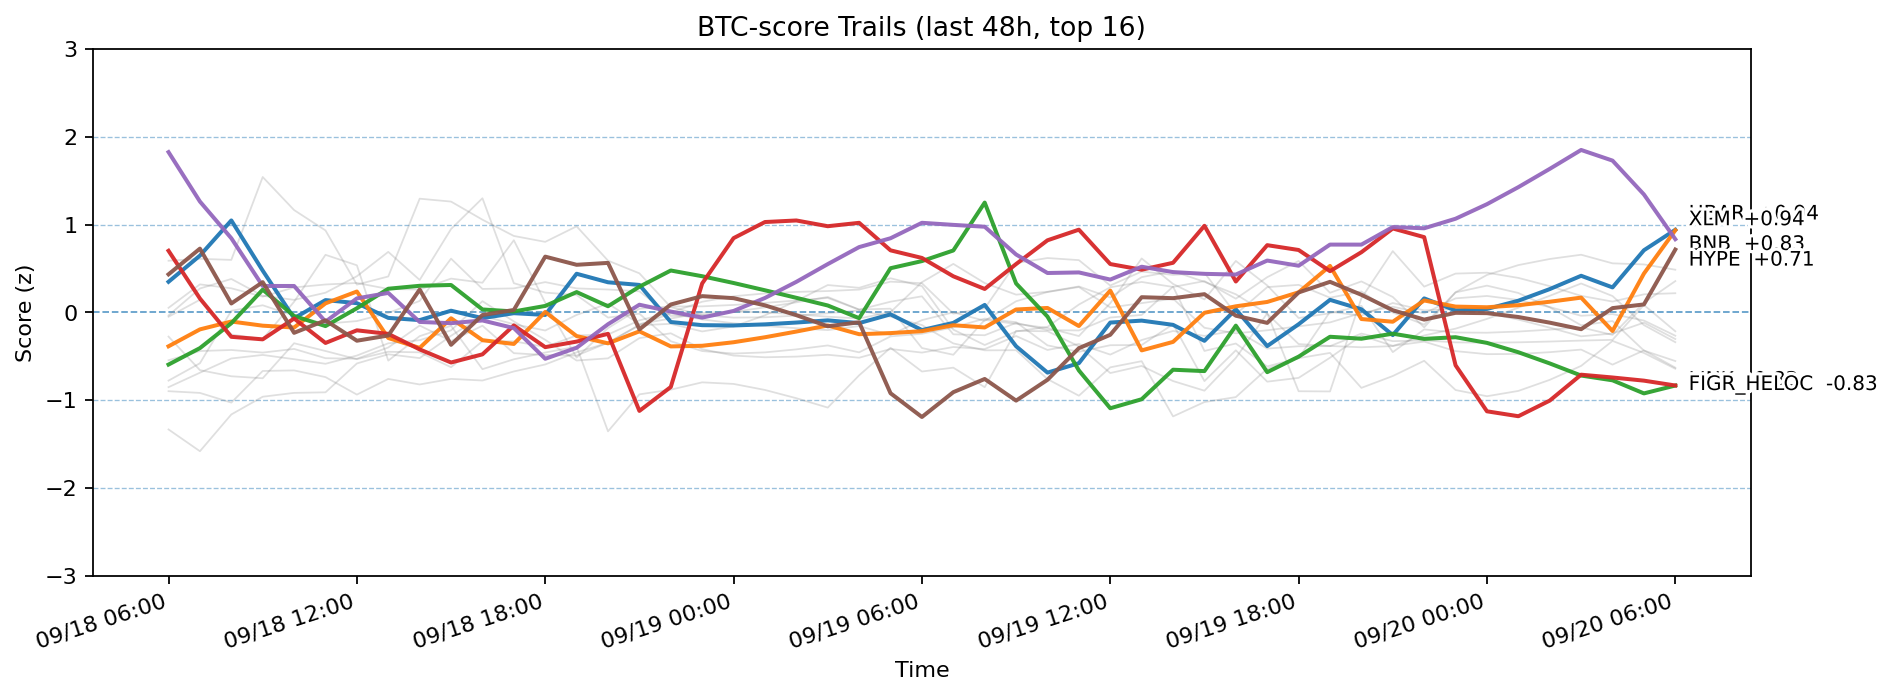 BTC-score Trails (last 48h, top 16)
3
2
1
0
−1
−2
−3
Score (z)
XLM +0.94
BNB +0.83
HYPE +0.71
FIGR_HELOC -0.83
09/18 06:00
09/18 12:00
09/18 18:00
09/19 00:00
09/19 06:00
09/19 12:00
09/19 18:00
09/20 00:00
09/20 06:00
Time